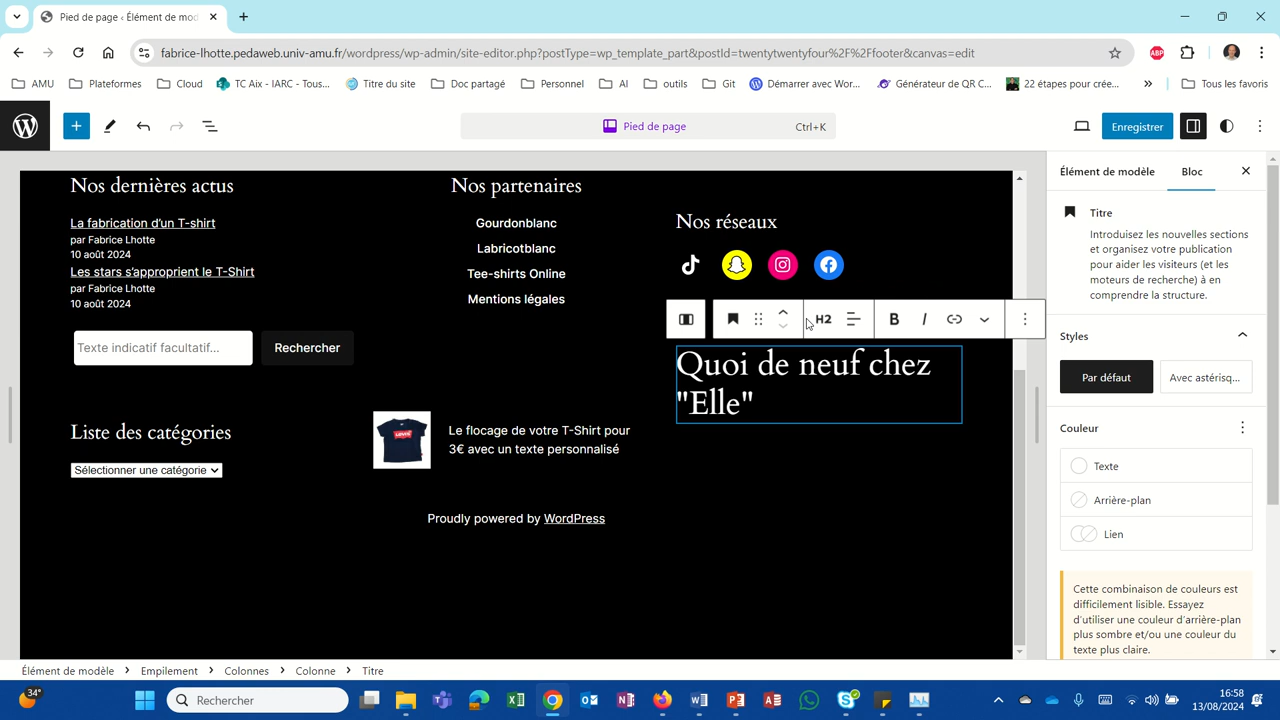 Pied de page ‹ Élément de mod
fabrice-lhotte.pedaweb.univ-amu.fr/wordpress/wp-admin/site-editor.php?postType=wp_template_part&postId=twentytwentyfour%2F%2Ffooter&canvas=edit
ABP
AMU Plateformes Cloud TC Aix - IARC - Tous... Titre du site Doc partagé Personnel AI outils Git Démarrer avec Wor... Générateur de QR C... 22 étapes pour crée... » Tous les favoris
Pied de page Ctrl+K Enregistrer
Élément de modèle Bloc
Titre
Introduisez les nouvelles sections
et organisez votre publication
pour aider les visiteurs (et les
moteurs de recherche) à en
comprendre la structure.
Styles
Par défaut Avec astérisq...
Couleur
Texte
Arrière-plan
Lien
Cette combinaison de couleurs est
difficilement lisible. Essayez
d'utiliser une couleur d'arrière-plan
plus sombre et/ou une couleur du
texte plus claire.
Nos dernières actus
La fabrication d'un T-shirt
par Fabrice Lhotte
10 août 2024
Les stars s'approprient le T-Shirt
par Fabrice Lhotte
10 août 2024
Texte indicatif facultatif... Rechercher
Nos partenaires
Gourdonblanc
Labricotblanc
Tee-shirts Online
Mentions légales
Nos réseaux
H2 B I
Quoi de neuf chez
"Elle"
Liste des catégories
Sélectionner une catégorie
Le flocage de votre T-Shirt pour
3€ avec un texte personnalisé
Proudly powered by WordPress
Élément de modèle > Empilement > Colonnes > Colonne > Titre
34°
Rechercher
16:58
13/08/2024